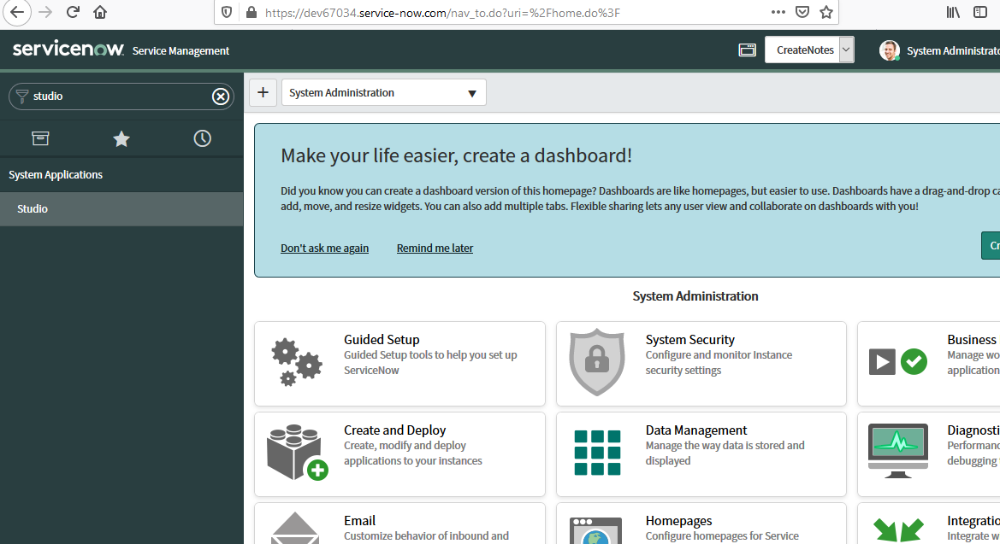 https://dev67034.service-now.com/nav_to.do?uri=%2Fhome.do%3F
servicenow Service Management
CreateNotes
System Administrato
studio
System Administration
System Applications
Studio
Make your life easier, create a dashboard!
Did you know you can create a dashboard version of this homepage? Dashboards are like homepages, but easier to use. Dashboards have a drag-and-drop ca
add, move, and resize widgets. You can also add multiple tabs. Flexible sharing lets any user view and collaborate on dashboards with you!
Don't ask me again
Remind me later
Cr
System Administration
Guided Setup
Guided Setup tools to help you set up
ServiceNow
System Security
Configure and monitor Instance
security settings
Business
Manage wo
application
Create and Deploy
Create, modify and deploy
applications to your instances
Data Management
Manage the way data is stored and
displayed
Diagnosti
Performanc
debugging
Email
Customize behavior of inbound and
Homepages
Configure homepages for Service
Integratio
Integrate w